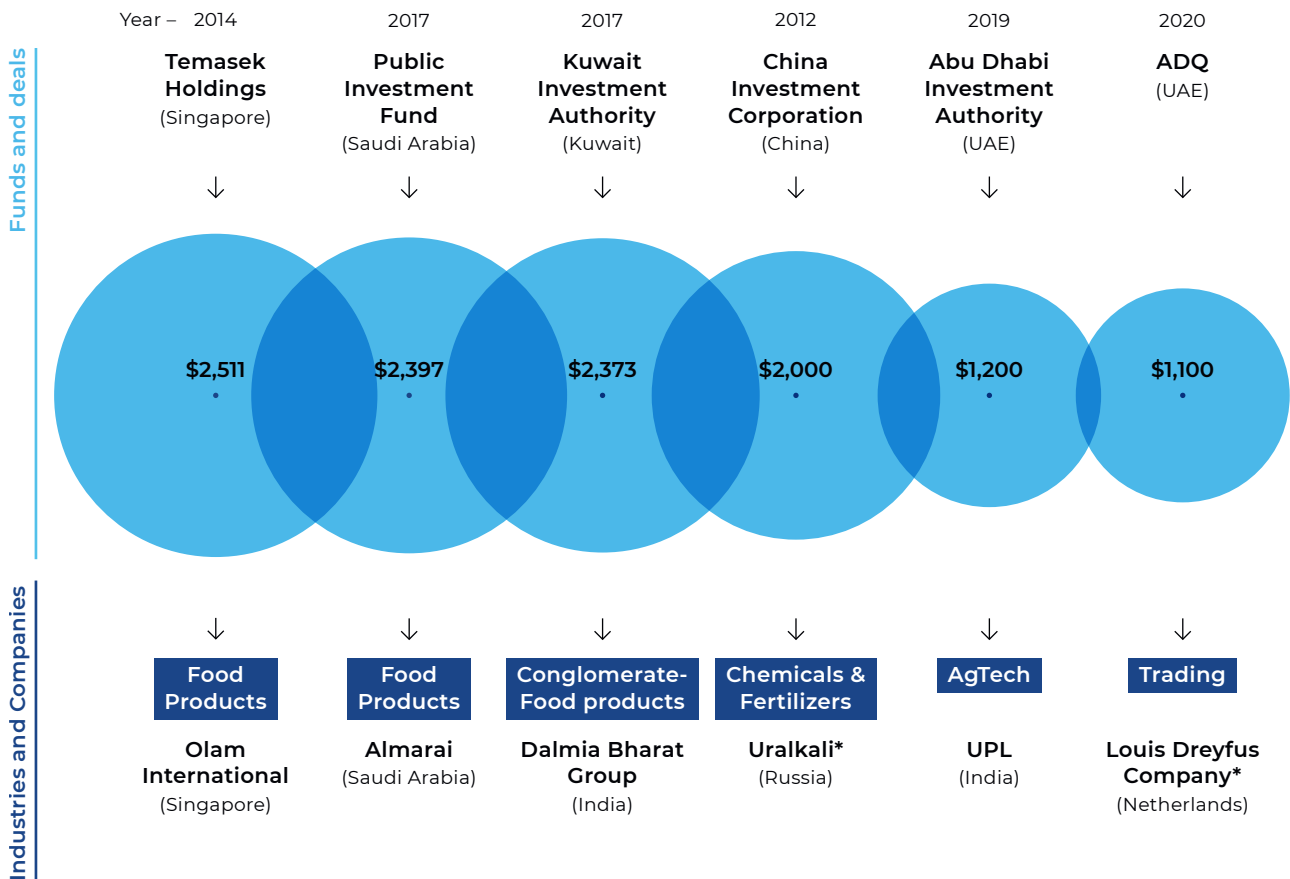 Year – 2014
2017
2017
2012
2019
2020
Funds and deals
Temasek
Holdings
(Singapore)
Public
Investment
Fund
(Saudi Arabia)
Kuwait
Investment
Authority
(Kuwait)
China
Investment
Corporation
(China)
Abu Dhabi
Investment
Authority
(UAE)
ADQ
(UAE)
$2,511
$2,397
$2,373
$2,000
$1,200
$1,100
Industries and Companies
Food
Products
Food
Products
Conglomerate-
Food products
Chemicals &
Fertilizers
AgTech
Trading
Olam
International
(Singapore)
Almarai
(Saudi Arabia)
Dalmia Bharat
Group
(India)
Uralkali*
(Russia)
UPL
(India)
Louis Dreyfus
Company*
(Netherlands)